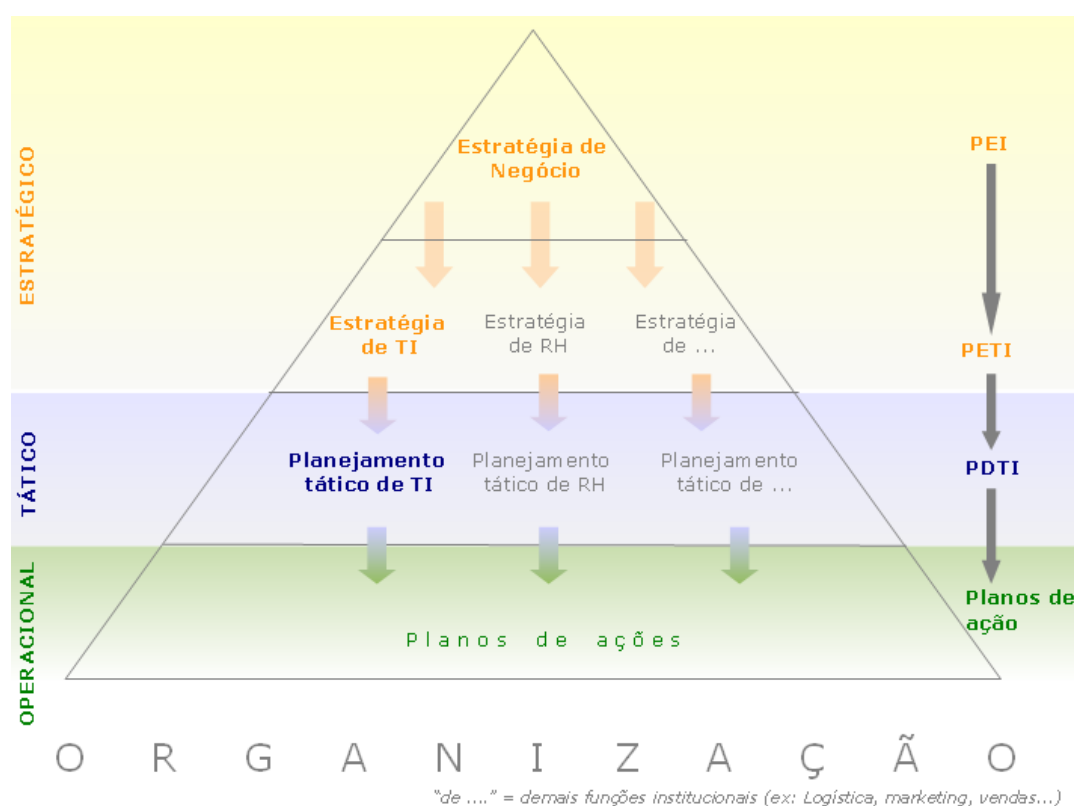 ESTRATÉGICO
TÁTICO
OPERACIONAL
Estratégia de
Negócio
Estratégia
de TI
Estratégia
de RH
Estratégia
de ...
Planejamento
tático de TI
Planejamento
tático de RH
Planejamento
tático de ...
Planos de ações
PEI
PETI
PDTI
Planos de
ação
ORGANIZAÇÃO
"de ...." = demais funções institucionais (ex: Logística, marketing, vendas...)